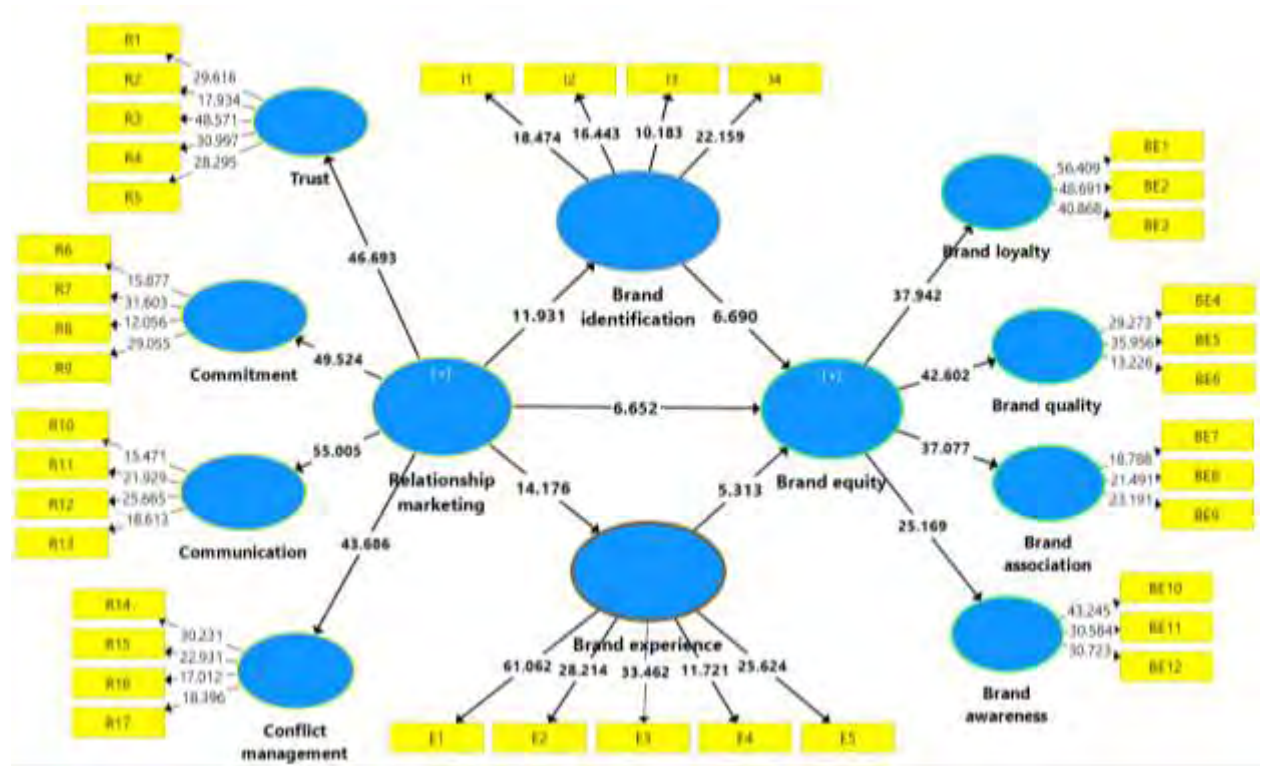 R1
R2
R3
R4
R5
29.616
17.934
48.571
30.997
28.295
Trust
46.693
R6
R7
R8
R9
15.877
31.603
12.056
29.055
Commitment
49.524
R10
R11
R12
R13
15.471
21.929
25.665
18.613
Communication
55.005
R14
R15
R16
R17
30.231
22.931
17.012
18.396
Conflict
management
43.686
[+]
Relationship
marketing
I1
I2
I3
I4
18.474
16.443
10.183
22.159
Brand
identification
11.931
6.690
6.652
14.176
5.313
Brand experience
61.062
28.214
33.462
11.721
25.624
E1
E2
E3
E4
E5
[+]
Brand equity
37.942
42.602
37.077
25.169
Brand loyalty
56.409
48.691
40.868
BE1
BE2
BE3
Brand quality
29.273
35.956
13.226
BE4
BE5
BE6
Brand
association
18.788
21.491
23.191
BE7
BE8
BE9
Brand
awareness
43.245
30.584
30.723
BE10
BE11
BE12